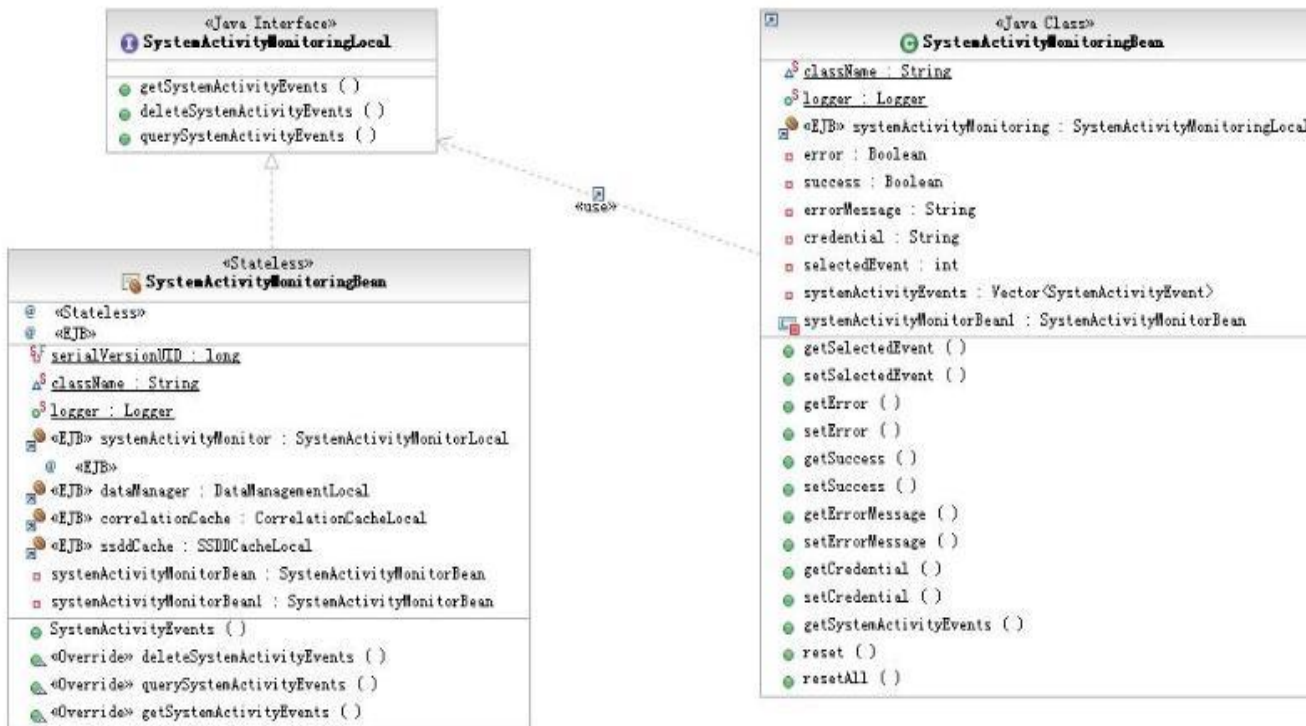 «Java Interface»
SystemActivityMonitoringLocal
getSystemActivityEvents ( )
deleteSystemActivityEvents ( )
querySystemActivityEvents ( )
«use»
«Stateless»
SystemActivityMonitoringBean
@ «Stateless»
@ «EJB»
serialVersionUID : long
className : String
logger : Logger
«EJB» systemActivityMonitor : SystemActivityMonitorLocal
@ «EJB»
«EJB» dataManager : DataManagementLocal
«EJB» correlationCache : CorrelationCacheLocal
«EJB» ssddCache : SSDDCacheLocal
systemActivityMonitorBean : SystemActivityMonitorBean
systemActivityMonitorBean1 : SystemActivityMonitorBean
SystemActivityEvents ( )
«Override» deleteSystemActivityEvents ( )
«Override» querySystemActivityEvents ( )
«Override» getSystemActivityEvents ( )
«Java Class»
SystemActivityMonitoringBean
className : String
logger : Logger
«EJB» systemActivityMonitoring : SystemActivityMonitoringLocal
error : Boolean
success : Boolean
errorMessage : String
credential : String
selectedEvent : int
systemActivityEvents : Vector<SystemActivityEvent>
systemActivityMonitorBean1 : SystemActivityMonitorBean
getSelectedEvent ( )
setSelectedEvent ( )
getError ( )
setError ( )
getSuccess ( )
setSuccess ( )
getErrorMessage ( )
setErrorMessage ( )
getCredential ( )
setCredential ( )
getSystemActivityEvents ( )
reset ( )
resetAll ( )